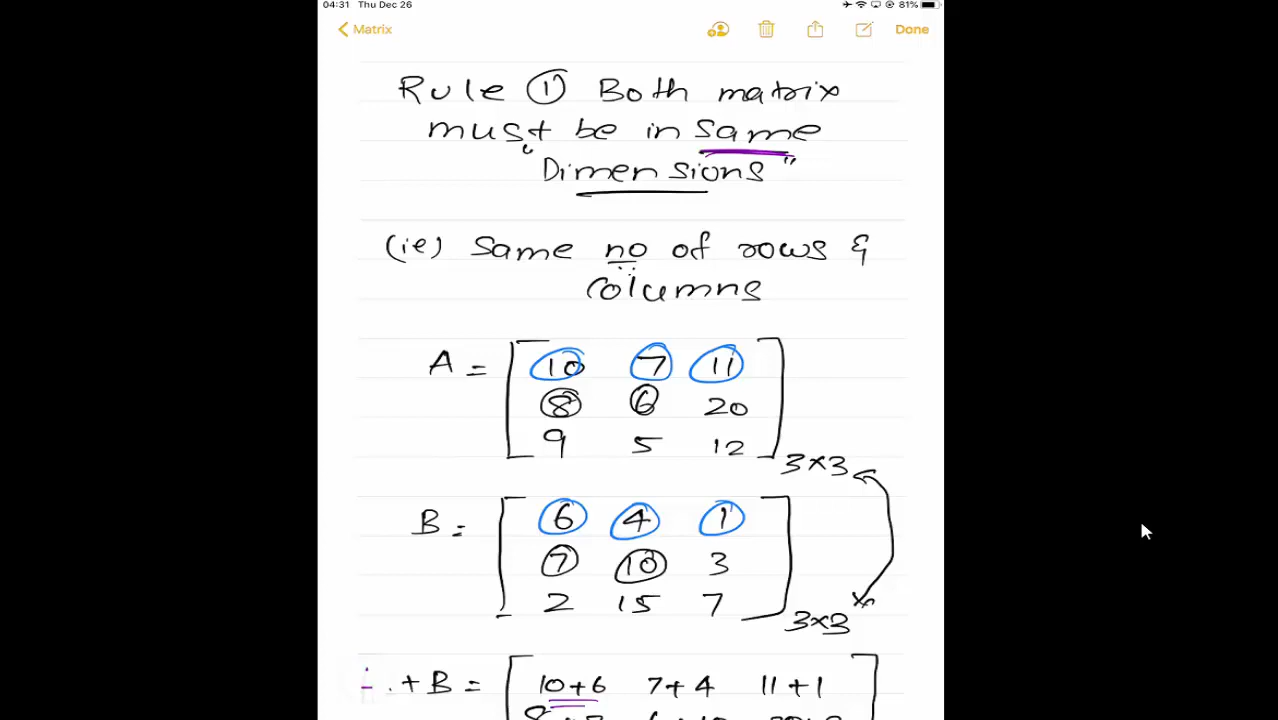 04:31 Thu Dec 26 81%
Matrix Done
Rule ① Both matrix
must be in same
"Dimensions"
(ie) Same no of rows &
columns
A = [ 10 7 11
8 6 20
9 5 12 ] 3×3
B = [ 6 4 1
7 10 3
2 15 7 ] 3×3
+ B = [ 10+6 7+4 11+1 ]